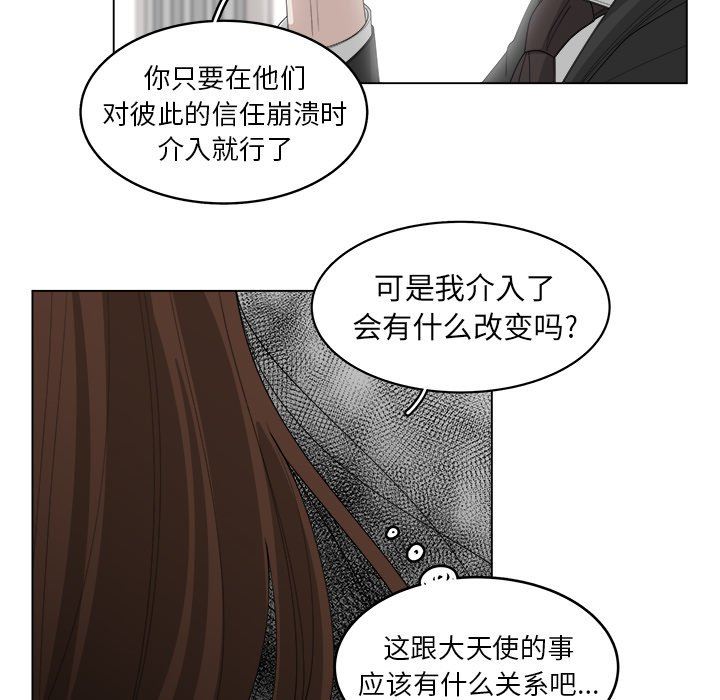 你只要在他们
对彼此的信任崩溃时
介入就行了
可是我介入了
会有什么改变吗?
这跟大天使的事
应该有什么关系吧...